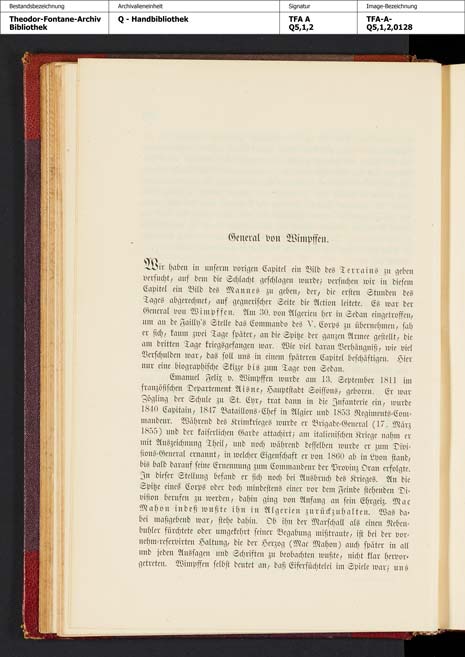 Bestandsbezeichnung
Theodor-Fontane-Archiv
Bibliothek
Archivalieneinheit
Q - Handbibliothek
Signatur
TFA A
Q5,1,2
Image-Bezeichnung
TFA-A-
Q5,1,2,0128
General von Wimpffen.
Wir haben in unserm vorigen Capitel ein Bild des Terrains zu geben
versucht, auf dem die Schlacht geschlagen wurde; versuchen wir in diesem
Capitel ein Bild des Mannes zu geben, der, die ersten Stunden des
Tages abgerechnet, auf gegnerischer Seite die Action leitete. Es war der
General von Wimpffen. Am 30. von Algerien her in Sedan eingetroffen,
um an de Failly's Stelle das Commando des V. Corps zu übernehmen, sah
er sich, kaum zwei Tage später, an die Spitze der ganzen Armee gestellt, die
am dritten Tage kriegsgefangen war. Wie viel daran Verhängniß, wie viel
Verschulden war, das soll uns in einem späteren Capitel beschäftigen. Hier
nur eine biographische Skizze bis zum Tage von Sedan.
Emanuel Felix v. Wimpffen wurde am 13. September 1811 im
französischen Departement Aisne, Hauptstadt Soissons, geboren. Er war
Zögling der Schule zu St. Cyr, trat dann in die Infanterie ein, wurde
1840 Capitain, 1847 Bataillons-Chef in Algier und 1853 Regiments-Com-
mandeur. Während des Krimkrieges wurde er Brigade-General (17. März
1855) und der kaiserlichen Garde attachirt; am italienischen Kriege nahm er
mit Auszeichnung Theil, und noch während desselben wurde er zum Divi-
sions-General ernannt, in welcher Eigenschaft er von 1860 ab in Lyon stand,
bis bald darauf seine Ernennung zum Commandeur der Provinz Oran erfolgte.
In dieser Stellung befand er sich noch bei Ausbruch des Krieges. An die
Spitze eines Corps oder doch mindestens einer vor dem Feinde stehenden Di-
vision berufen zu werden, dahin ging von Anfang an sein Ehrgeiz. Mac
Mahon indeß wußte ihn in Algerien zurückzuhalten. Was da-
bei maßgebend war, stehe dahin. Ob ihn der Marschall als einen Neben-
buhler fürchtete oder umgekehrt seiner Begabung mißtraute, ist bei der vor-
nehm-reservirten Haltung, die der Herzog (Mac Mahon) auch später in all
und jeden Aussagen und Schriften zu beobachten wußte, nicht klar hervor-
getreten. Wimpffen selbst deutet an, daß Eifersüchtelei im Spiele war; uns